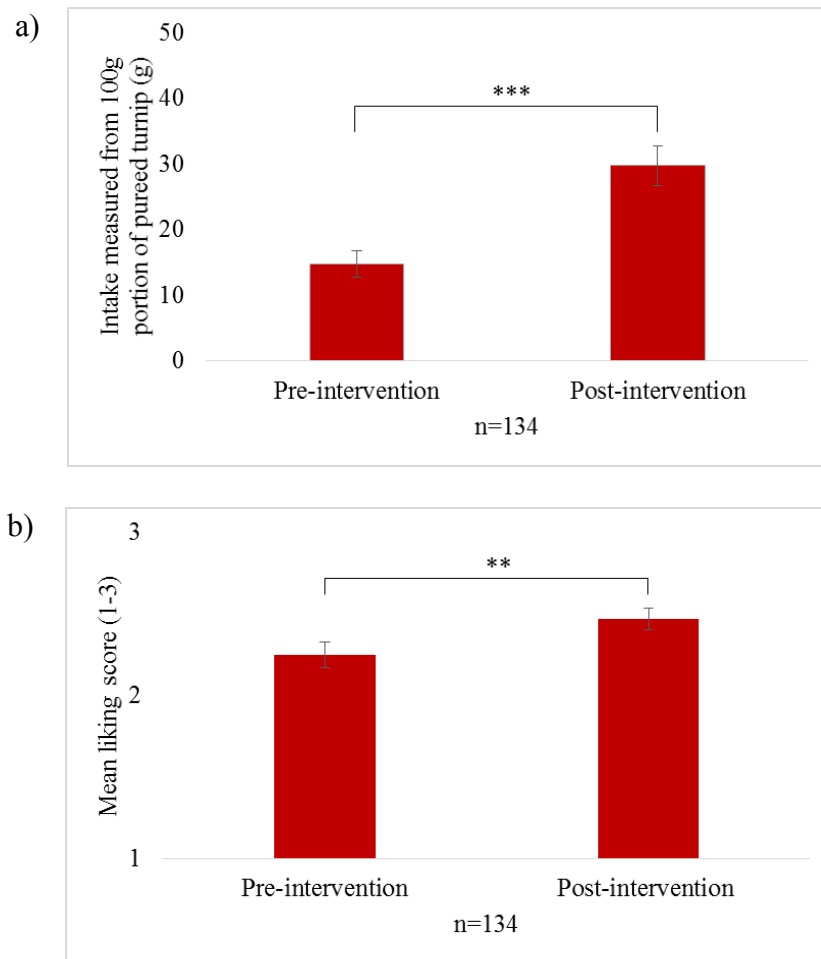 a)
Intake measured from 100g
portion of pureed turnip (g)
50
40
30
20
10
0
***
Pre-intervention
Post-intervention
n=134
b)
Mean liking score (1-3)
3
2
1
**
Pre-intervention
Post-intervention
n=134